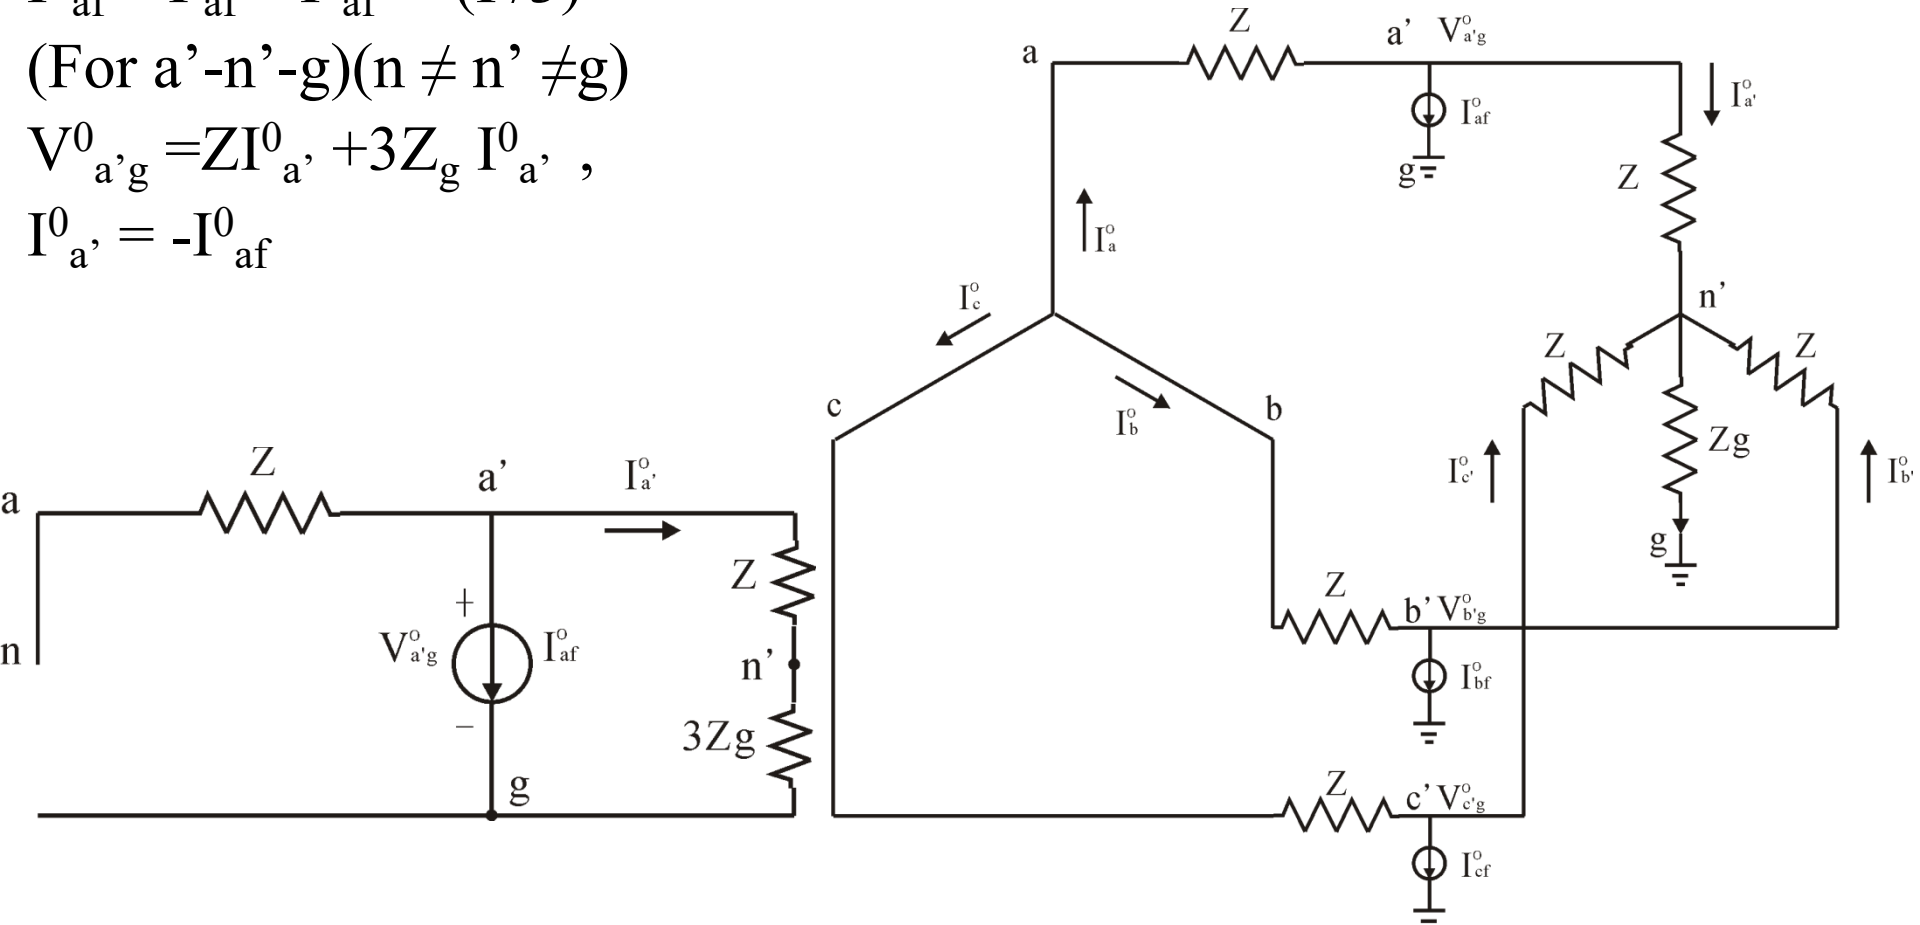 (For a’-n’-g)(n ≠ n’ ≠g)
V⁰a’g =ZI⁰a’ +3Zg I⁰a’ ,
I⁰a’ = -I⁰af
Z
a
a’ V°a'g
I°a'
I°af
g
Z
I°a
I°c
n’
Z
Z
c
I°b
b
Zg
I°c'
I°b'
g
Z
a
a’
I°a'
Z
Z
b’ V°b'g
+
V°a'g
I°af
n
n’
I°bf
–
3Zg
g
Z
c’ V°c'g
I°cf